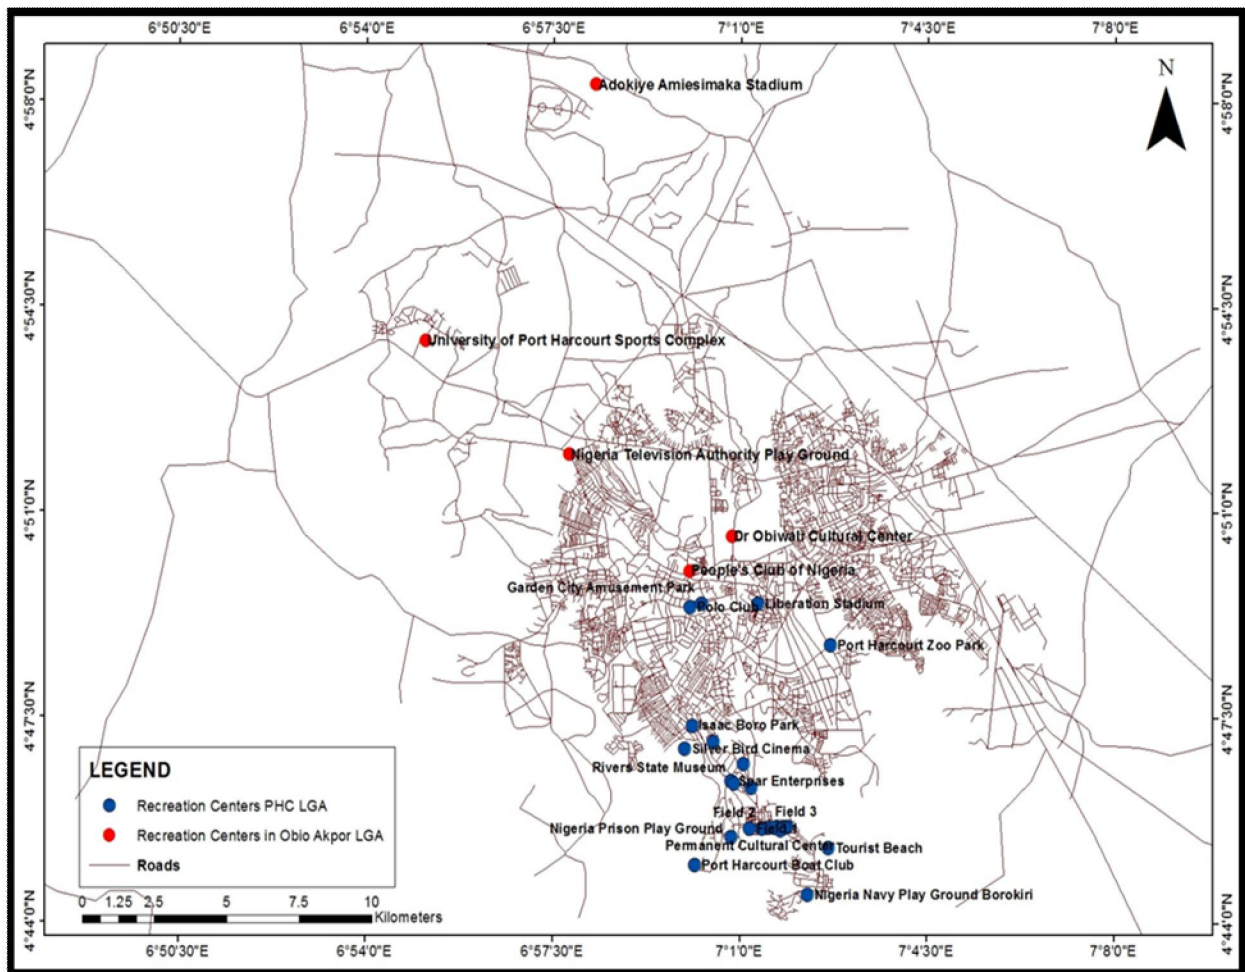 6°50'30"E 6°54'0"E 6°57'30"E 7°1'0"E 7°4'30"E 7°8'0"E
N
4°58'0"N 4°58'0"N
Adokiye Amiesimaka Stadium
4°54'30"N 4°54'30"N
University of Port Harcourt Sports Complex
Nigeria Television Authority Play Ground
4°51'0"N 4°51'0"N
Dr Obiwali Cultural Center
People's Club of Nigeria
Garden City Amusement Park
Polo Club Liberation Stadium
Port Harcourt Zoo Park
4°47'30"N 4°47'30"N
Isaac Boro Park
Silver Bird Cinema
Rivers State Museum
Spar Enterprises
Field 2 Field 3
Nigeria Prison Play Ground Field 1
Permanent Cultural Center Tourist Beach
Port Harcourt Boat Club
Nigeria Navy Play Ground Borokiri
LEGEND
Recreation Centers PHC LGA
Recreation Centers in Obio Akpor LGA
Roads
0 1.25 2.5 5 7.5 10
Kilometers
4°44'0"N 4°44'0"N
6°50'30"E 6°54'0"E 6°57'30"E 7°1'0"E 7°4'30"E 7°8'0"E